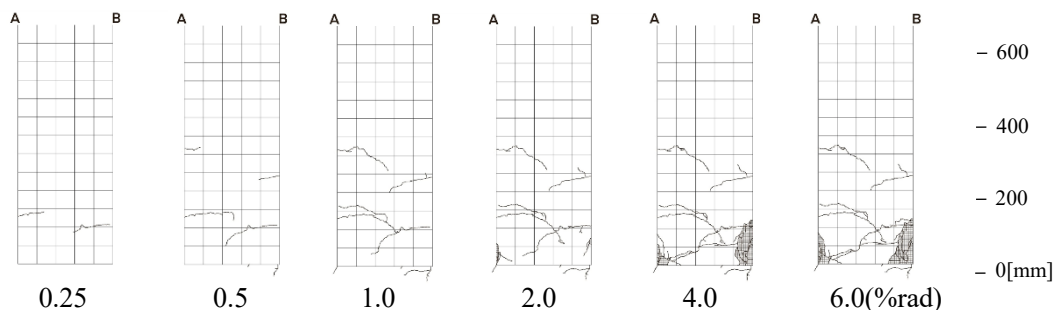 A B A B A B A B A B A B
– 600
– 400
– 200
– 0[mm]
0.25 0.5 1.0 2.0 4.0 6.0(%rad)